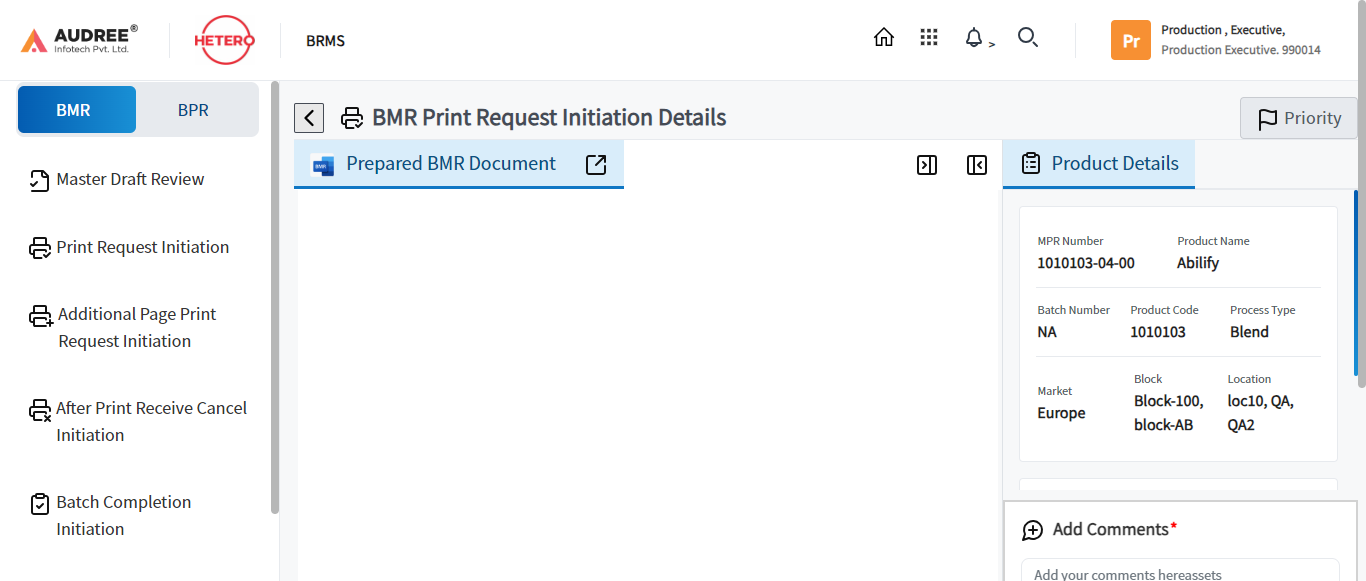 AUDREE®
Infotech Pvt. Ltd.
HETERO
BRMS
>
Pr
Production , Executive,
Production Executive. 990014
BMR
BPR
Master Draft Review
Print Request Initiation
Additional Page Print
Request Initiation
After Print Receive Cancel
Initiation
Batch Completion
Initiation
BMR Print Request Initiation Details
Priority
BMR
Prepared BMR Document
Product Details
MPR Number
Product Name
1010103-04-00
Abilify
Batch Number
Product Code
Process Type
NA
1010103
Blend
Market
Europe
Block
Block-100,
block-AB
Location
loc10, QA,
QA2
Add Comments*
Add your comments hereassets